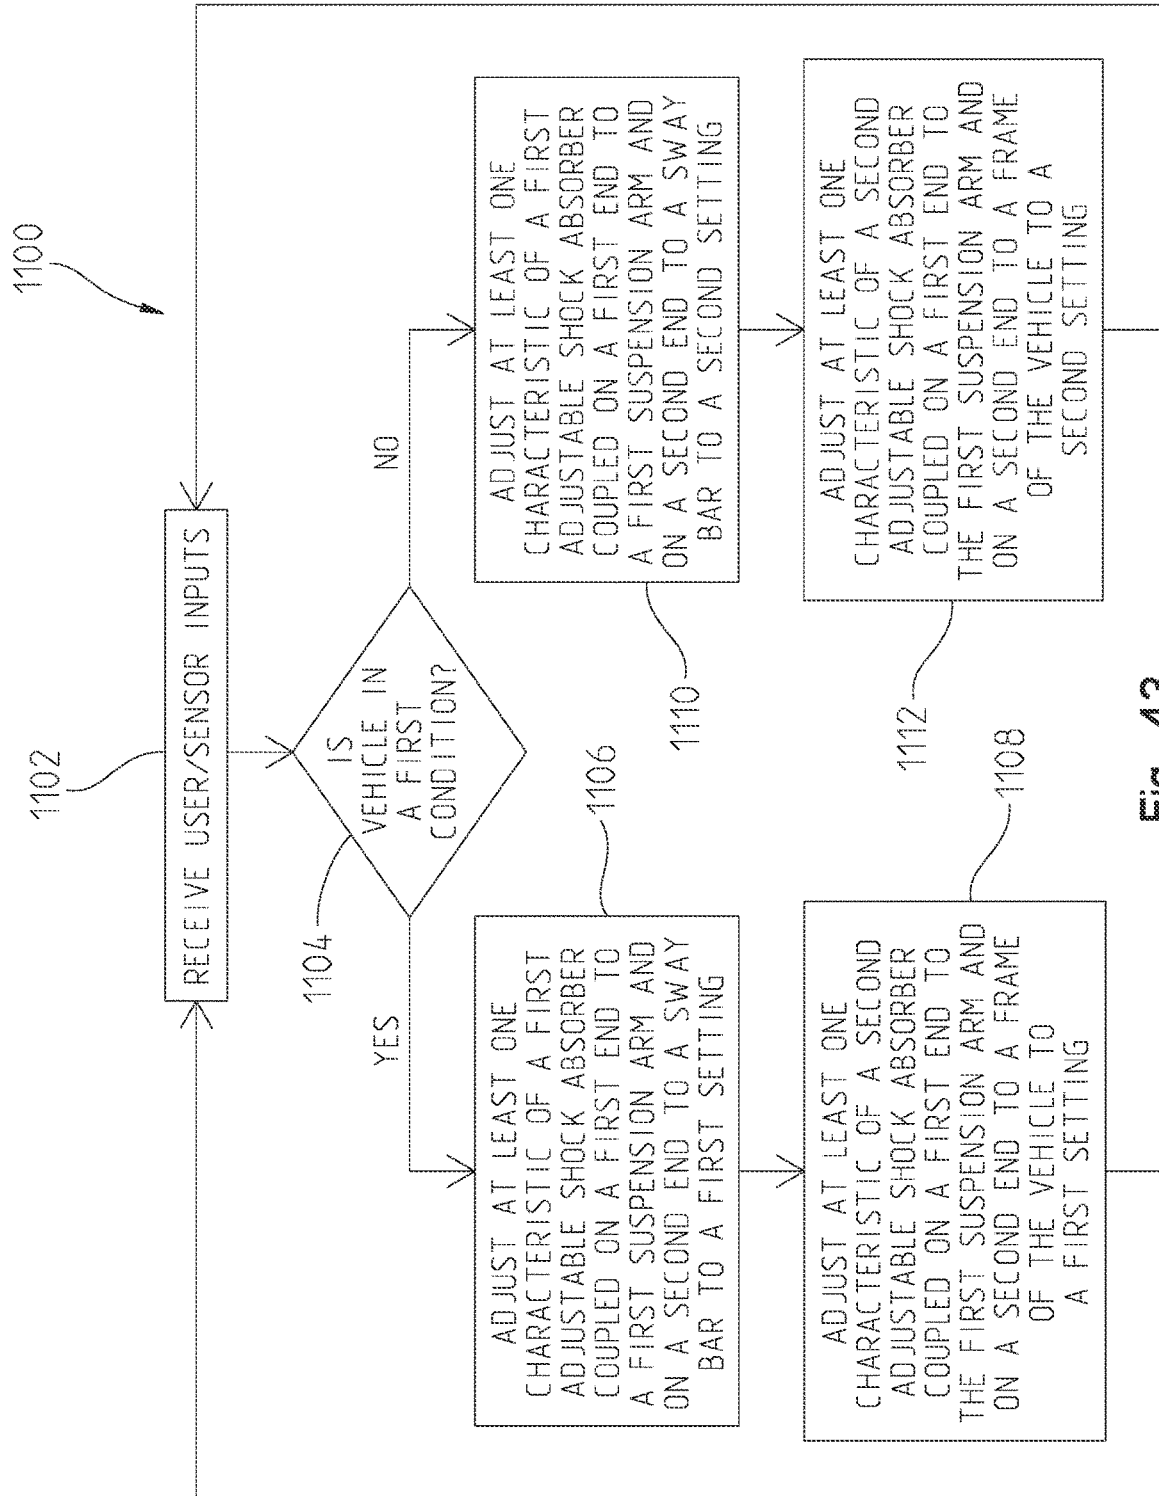 1100
1102
RECEIVE USER/SENSOR INPUTS
1104
IS
VEHICLE IN
A FIRST
CONDITION?
YES
NO
1106
ADJUST AT LEAST ONE
CHARACTERISTIC OF A FIRST
ADJUSTABLE SHOCK ABSORBER
COUPLED ON A FIRST END TO
A FIRST SUSPENSION ARM AND
ON A SECOND END TO A SWAY
BAR TO A FIRST SETTING
1110
ADJUST AT LEAST ONE
CHARACTERISTIC OF A FIRST
ADJUSTABLE SHOCK ABSORBER
COUPLED ON A FIRST END TO
A FIRST SUSPENSION ARM AND
ON A SECOND END TO A SWAY
BAR TO A SECOND SETTING
1108
ADJUST AT LEAST ONE
CHARACTERISTIC OF A SECOND
ADJUSTABLE SHOCK ABSORBER
COUPLED ON A FIRST END TO
THE FIRST SUSPENSION ARM AND
ON A SECOND END TO A FRAME
OF THE VEHICLE TO
A FIRST SETTING
1112
ADJUST AT LEAST ONE
CHARACTERISTIC OF A SECOND
ADJUSTABLE SHOCK ABSORBER
COUPLED ON A FIRST END TO
THE FIRST SUSPENSION ARM AND
ON A SECOND END TO A FRAME
OF THE VEHICLE TO A
SECOND SETTING